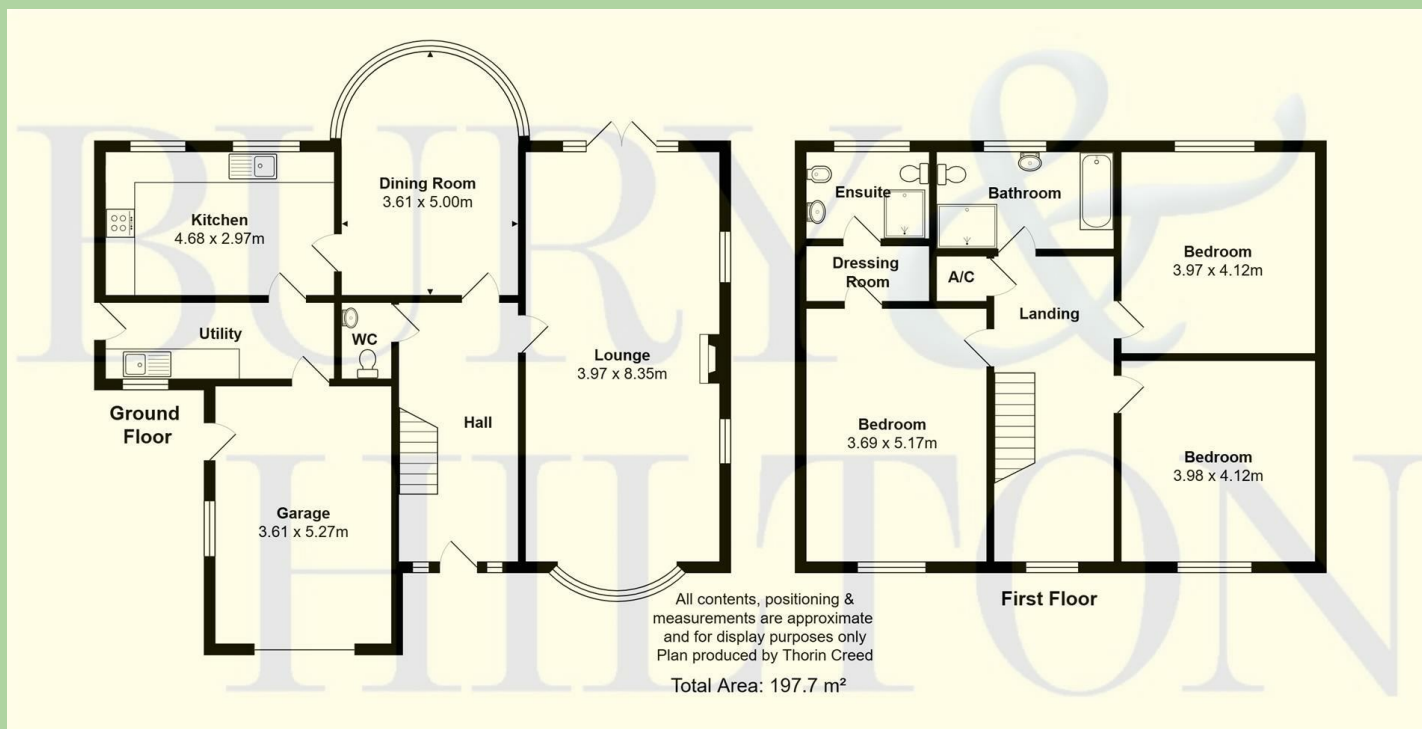 BURY &
HILTON
Kitchen
4.68 x 2.97m
Dining Room
3.61 x 5.00m
Utility
WC
Lounge
3.97 x 8.35m
Hall
Ground
Floor
Garage
3.61 x 5.27m
Ensuite
Bathroom
Dressing
Room
A/C
Landing
Bedroom
3.97 x 4.12m
Bedroom
3.69 x 5.17m
Bedroom
3.98 x 4.12m
First Floor
All contents, positioning &
measurements are approximate
and for display purposes only
Plan produced by Thorin Creed
Total Area: 197.7 m²